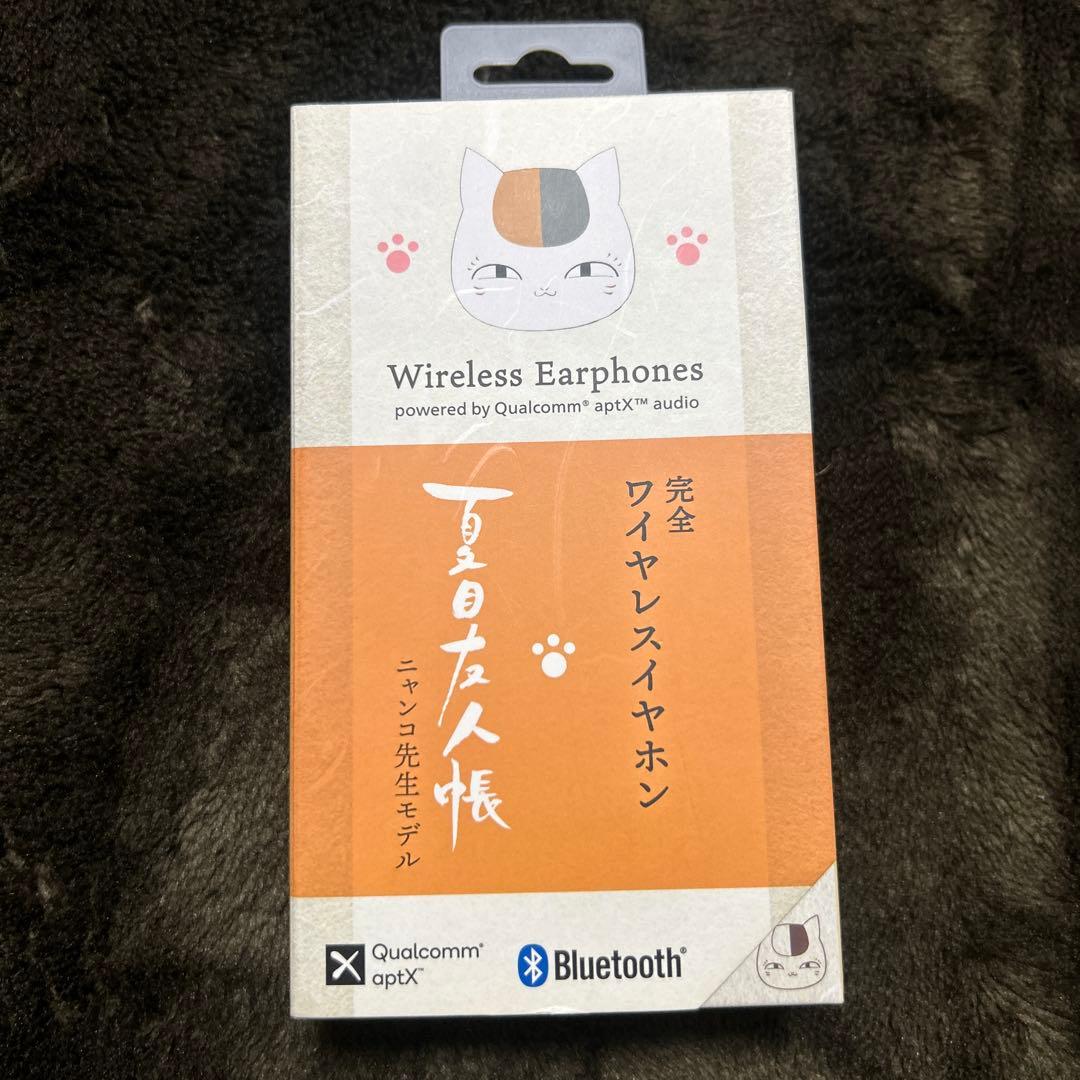 Wireless Earphones
powered by Qualcomm® aptX™ audio
完全
ワイヤレスイヤホン
夏目友人帳
ニャンコ先生モデル
Qualcomm®
aptX™
Bluetooth®